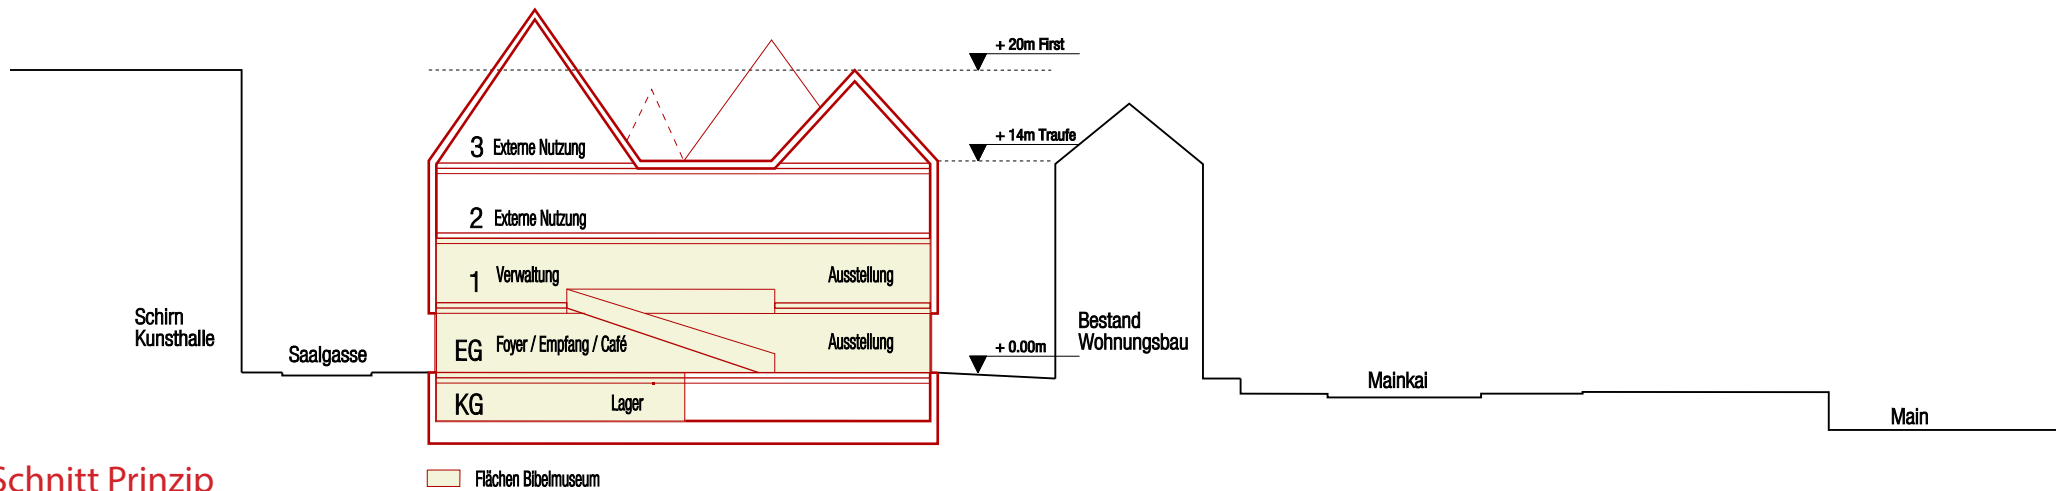 + 20m First
+ 14m Traufe
3 Externe Nutzung
2 Externe Nutzung
1 Verwaltung Ausstellung
Schirn
Kunsthalle
Saalgasse
EG Foyer / Empfang / Café Ausstellung
+ 0.00m
Bestand
Wohnungsbau
KG Lager
Mainkai
Main
Schnitt Prinzip
Flächen Bibelmuseum